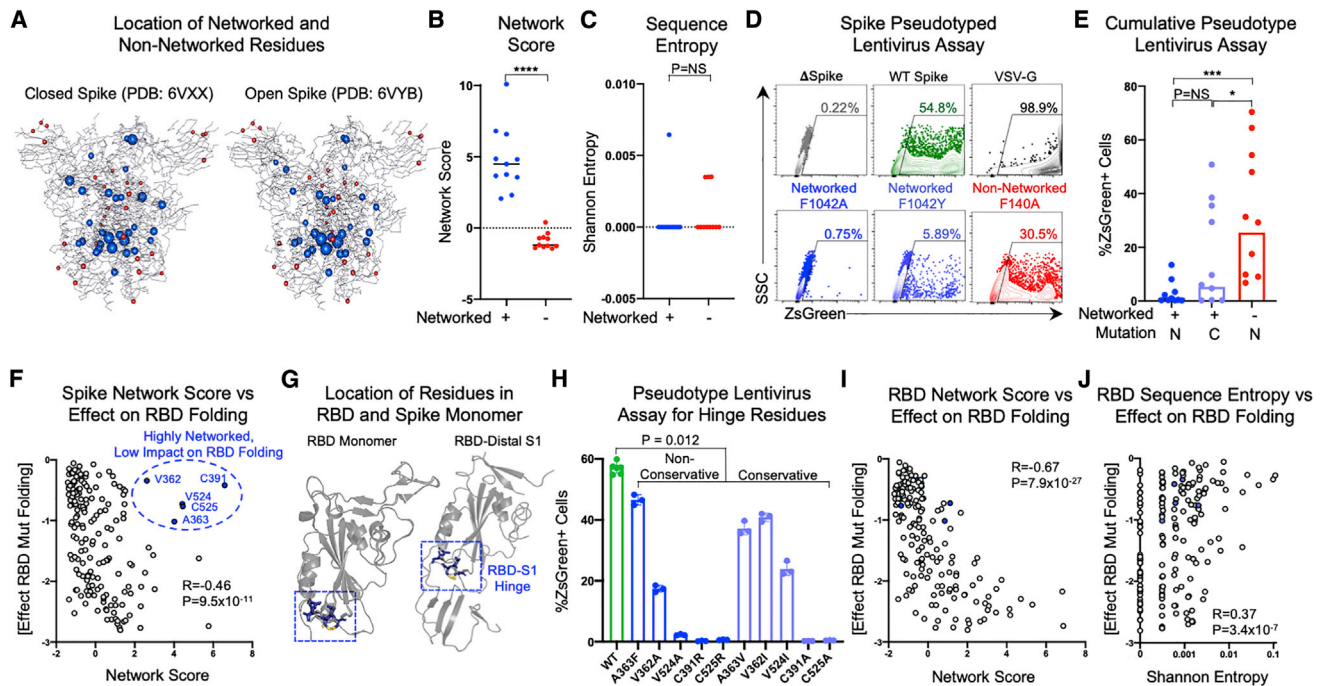 A
Location of Networked and
Non-Networked Residues
Closed Spike (PDB: 6VXX)
Open Spike (PDB: 6VYB)
B
Network
Score
****
Network Score
10
5
0
-5
Networked + -
C
Sequence
Entropy
P=NS
Shannon Entropy
0.010
0.005
0.000
-0.005
Networked + -
D
Spike Pseudotyped
Lentivirus Assay
ΔSpike
WT Spike
VSV-G
0.22%
54.8%
98.9%
Networked
F1042A
Networked
F1042Y
Non-Networked
F140A
0.75%
5.89%
30.5%
SSC
ZsGreen
E
Cumulative Pseudotype
Lentivirus Assay
***
P=NS
*
%ZsGreen+ Cells
80
60
40
20
0
Networked + + -
Mutation N C N
F
Spike Network Score vs
Effect on RBD Folding
Highly Networked,
Low Impact on RBD Folding
V362
C391
V524
C525
A363
R=-0.46
P=9.5x10-11
[Effect RBD Mut Folding]
0
-1
-2
-3
-2 0 2 4 6 8
Network Score
G
Location of Residues in
RBD and Spike Monomer
RBD Monomer
RBD-Distal S1
RBD-S1
Hinge
H
Pseudotype Lentivirus
Assay for Hinge Residues
P = 0.012
Non-
Conservative
Conservative
%ZsGreen+ Cells
80
60
40
20
0
WT
A363F
V362A
V524A
C391R
C525R
A363V
V362I
V524I
C391A
C525A
I
RBD Network Score vs
Effect on RBD Folding
R=-0.67
P=7.9x10-27
[Effect RBD Mut Folding]
0
-1
-2
-3
-2 0 2 4 6 8
Network Score
J
RBD Sequence Entropy vs
Effect on RBD Folding
R=0.37
P=3.4x10-7
[Effect RBD Mut Folding]
0
-1
-2
-3
0 0.001 0.1
Shannon Entropy